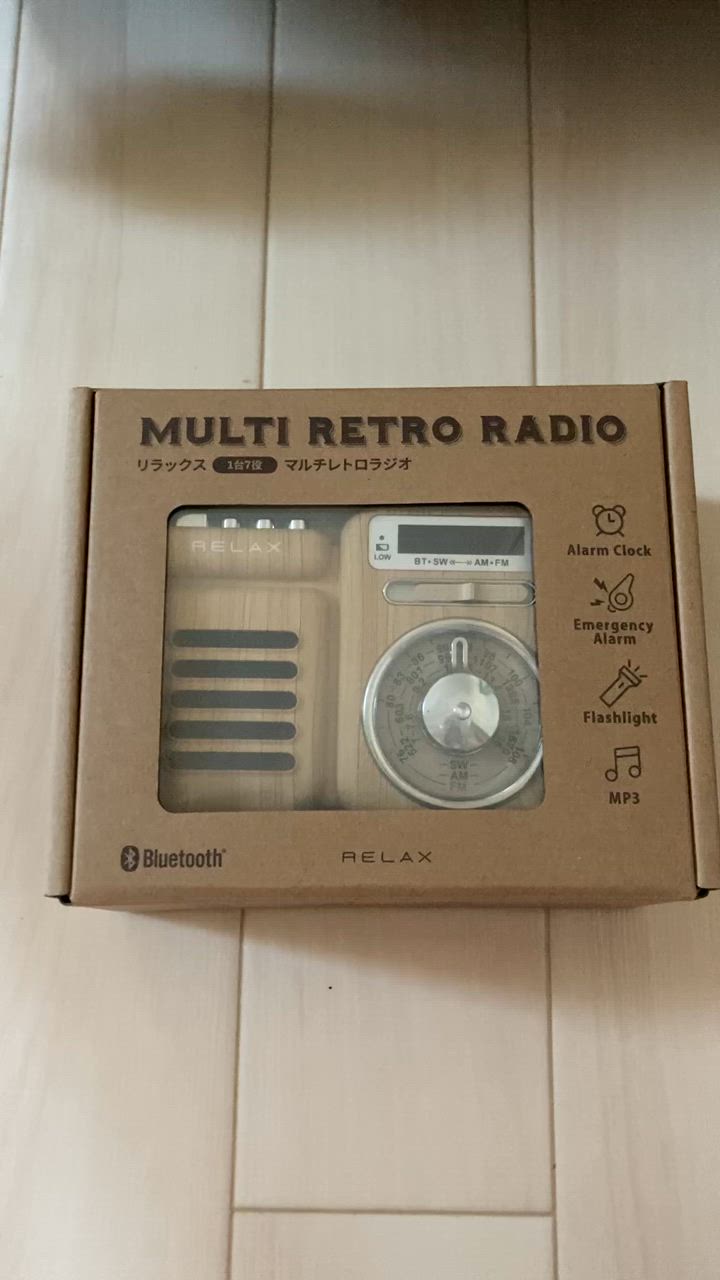 MULTI RETRO RADIO
リラックス 1台7役 マルチレトロラジオ
RELAX
LOW
BT•SW AM•FM
SW
AM
FM
Alarm Clock
Emergency
Alarm
Flashlight
MP3
Bluetooth®
RELAX